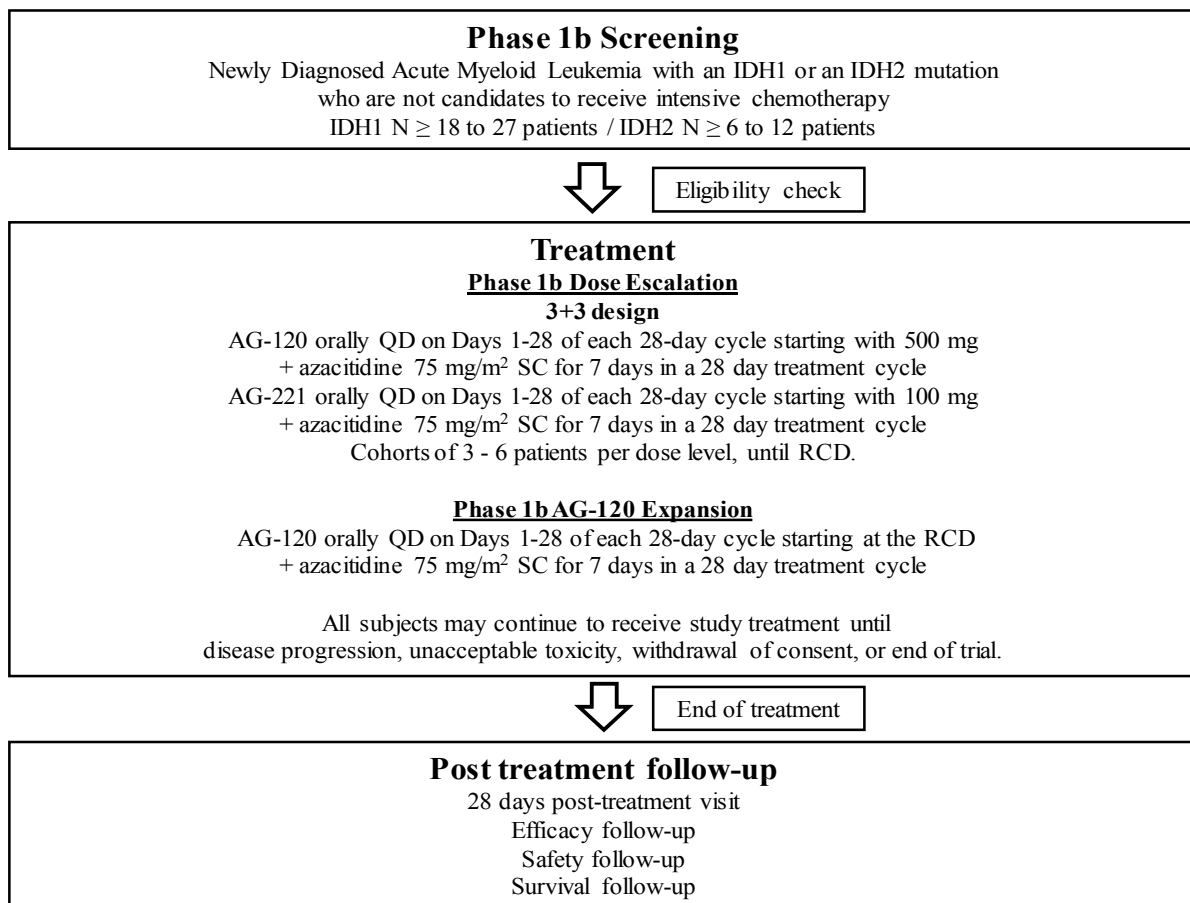 Phase 1b Screening
Newly Diagnosed Acute Myeloid Leukemia with an IDH1 or an IDH2 mutation
who are not candidates to receive intensive chemotherapy
IDH1 N ≥ 18 to 27 patients / IDH2 N ≥ 6 to 12 patients
Eligibility check
Treatment
Phase 1b Dose Escalation
3+3 design
AG-120 orally QD on Days 1-28 of each 28-day cycle starting with 500 mg
+ azacitidine 75 mg/m² SC for 7 days in a 28 day treatment cycle
AG-221 orally QD on Days 1-28 of each 28-day cycle starting with 100 mg
+ azacitidine 75 mg/m² SC for 7 days in a 28 day treatment cycle
Cohorts of 3 - 6 patients per dose level, until RCD.
Phase 1b AG-120 Expansion
AG-120 orally QD on Days 1-28 of each 28-day cycle starting at the RCD
+ azacitidine 75 mg/m² SC for 7 days in a 28 day treatment cycle
All subjects may continue to receive study treatment until
disease progression, unacceptable toxicity, withdrawal of consent, or end of trial.
End of treatment
Post treatment follow-up
28 days post-treatment visit
Efficacy follow-up
Safety follow-up
Survival follow-up